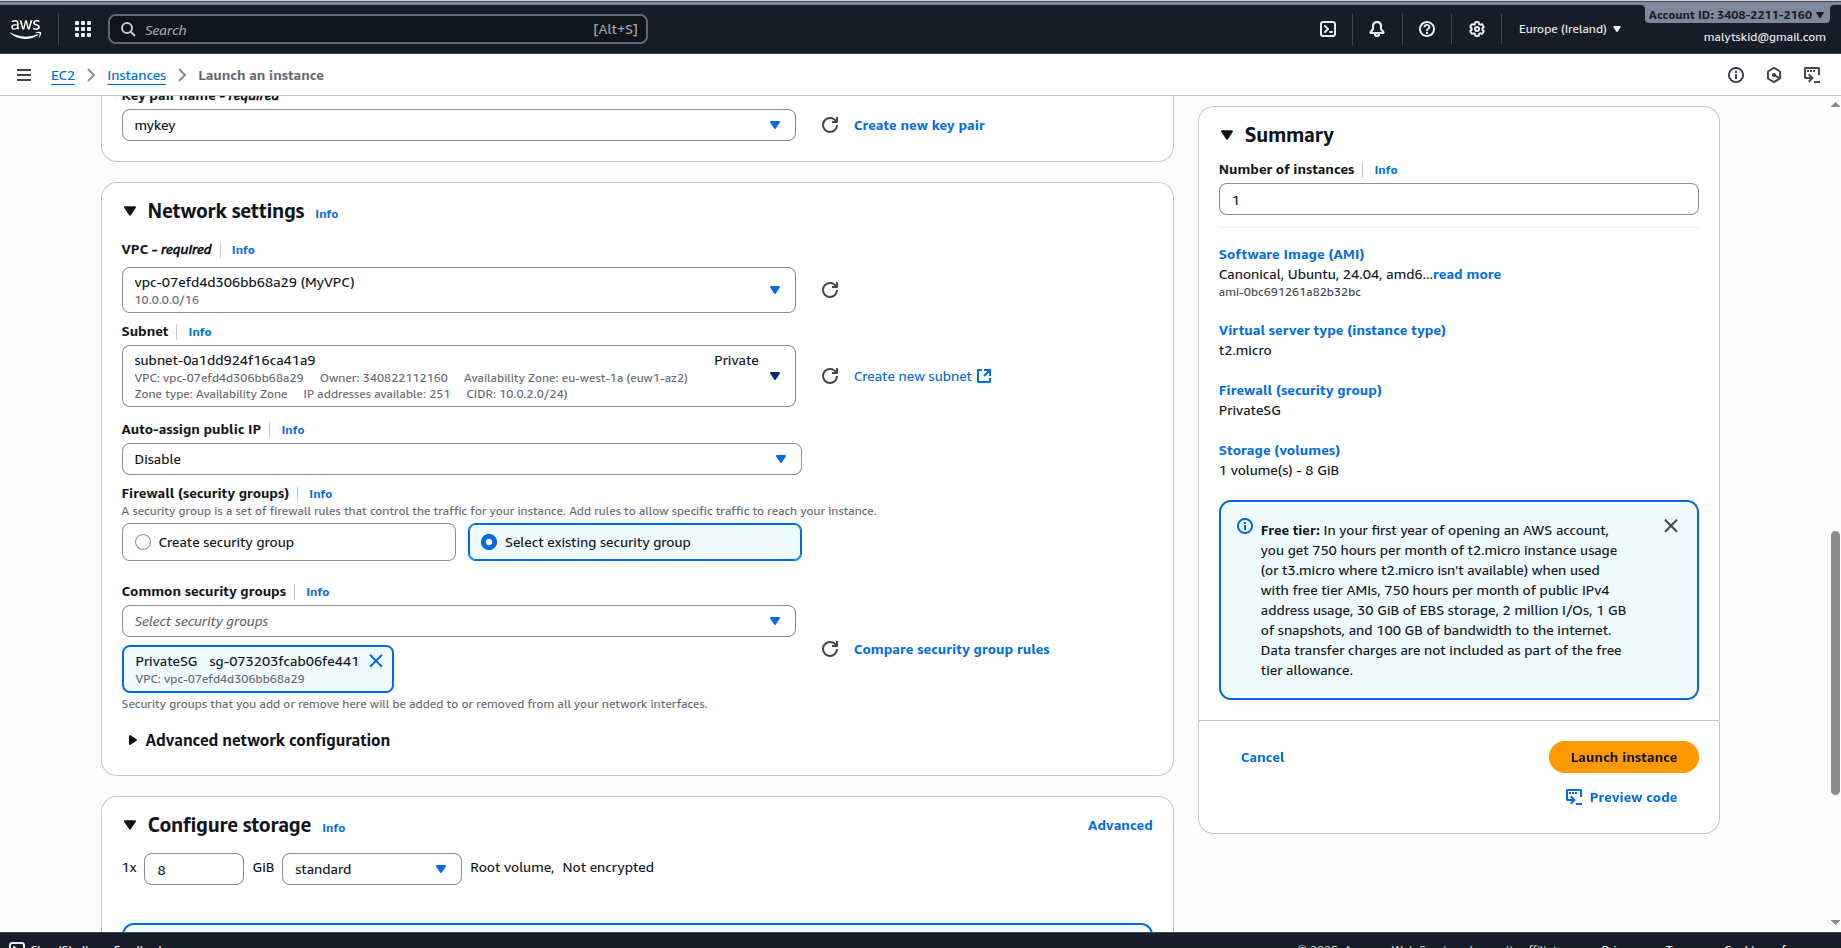 aws
Search
[Alt+S]
Europe (Ireland)
Account ID: 3408-2211-2160
malytskid@gmail.com
EC2
Instances
Launch an instance
Key pair name - required
mykey
Create new key pair
Network settings Info
VPC - required Info
vpc-07efd4d306bb68a29 (MyVPC)
10.0.0.0/16
Subnet Info
subnet-0a1dd924f16ca41a9 Private
VPC: vpc-07efd4d306bb68a29 Owner: 340822112160 Availability Zone: eu-west-1a (euw1-az2)
Zone type: Availability Zone IP addresses available: 251 CIDR: 10.0.2.0/24)
Create new subnet
Auto-assign public IP Info
Disable
Firewall (security groups) Info
A security group is a set of firewall rules that control the traffic for your instance. Add rules to allow specific traffic to reach your instance.
Create security group
Select existing security group
Common security groups Info
Select security groups
PrivateSG sg-073203fcab06fe441
VPC: vpc-07efd4d306bb68a29
Compare security group rules
Security groups that you add or remove here will be added to or removed from all your network interfaces.
Advanced network configuration
Configure storage Info
Advanced
1x 8 GiB standard Root volume, Not encrypted
Summary
Number of instances Info
1
Software Image (AMI)
Canonical, Ubuntu, 24.04, amd6...read more
ami-0bc691261a82b32bc
Virtual server type (instance type)
t2.micro
Firewall (security group)
PrivateSG
Storage (volumes)
1 volume(s) - 8 GiB
Free tier: In your first year of opening an AWS account,
you get 750 hours per month of t2.micro instance usage
(or t3.micro where t2.micro isn't available) when used
with free tier AMIs, 750 hours per month of public IPv4
address usage, 30 GiB of EBS storage, 2 million I/Os, 1 GB
of snapshots, and 100 GB of bandwidth to the internet.
Data transfer charges are not included as part of the free
tier allowance.
Cancel
Launch instance
Preview code